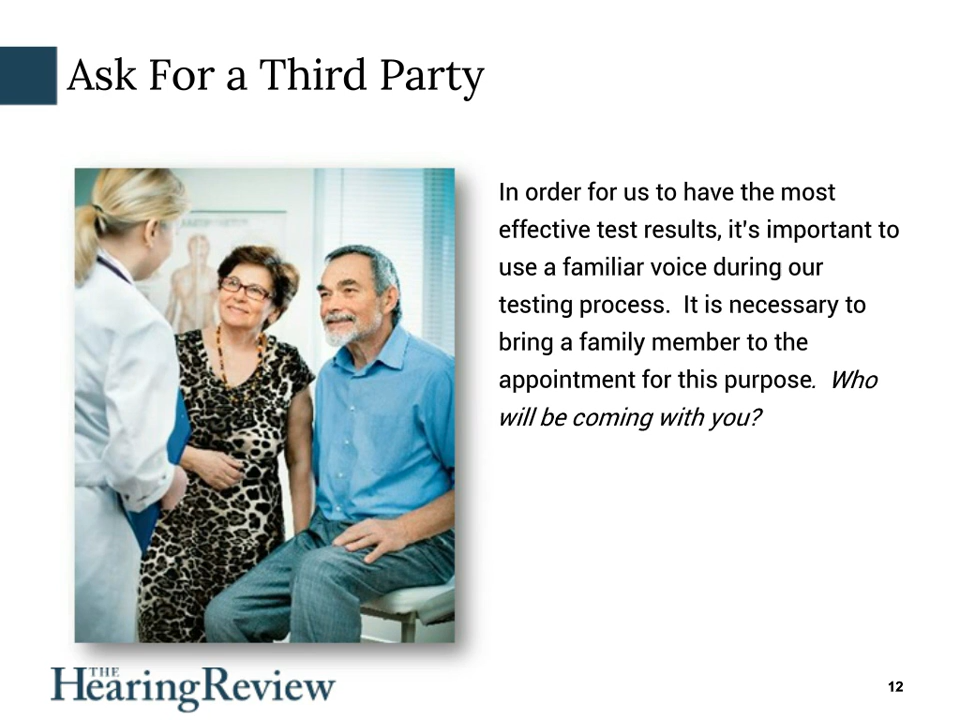 Ask For a Third Party
In order for us to have the most
effective test results, it's important to
use a familiar voice during our
testing process.  It is necessary to
bring a family member to the
appointment for this purpose.  Who
will be coming with you?
THE
HearingReview
12